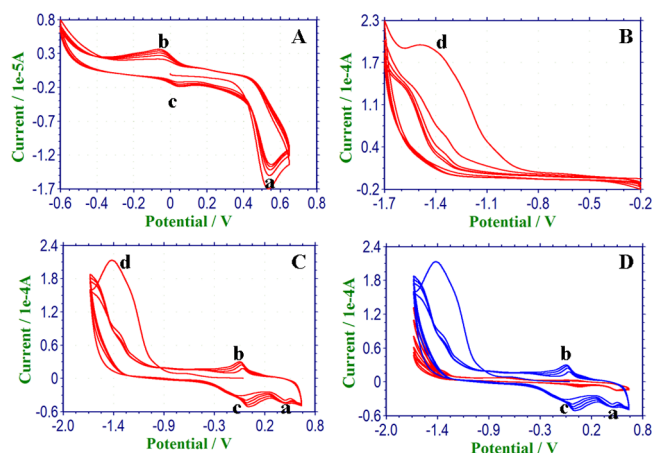 Current / 1e-5A
0.8
0.3
-0.2
-0.7
-1.2
-1.7
A
b
c
a
-0.6 -0.4 -0.2 0 0.2 0.4 0.6 0.8
Potential / V
Current / 1e-4A
2.3
1.7
1.1
0.4
-0.2
B
d
-1.7 -1.4 -1.1 -0.8 -0.5 -0.2
Potential / V
Current / 1e-4A
2.4
1.8
1.2
0.6
0
-0.6
C
d
b
c
a
-2.0 -1.4 -0.9 -0.3 0.2 0.8
Potential / V
Current / 1e-4A
2.4
1.8
1.2
0.6
0
-0.6
D
b
c
a
-2.0 -1.4 -0.9 -0.3 0.2 0.8
Potential / V